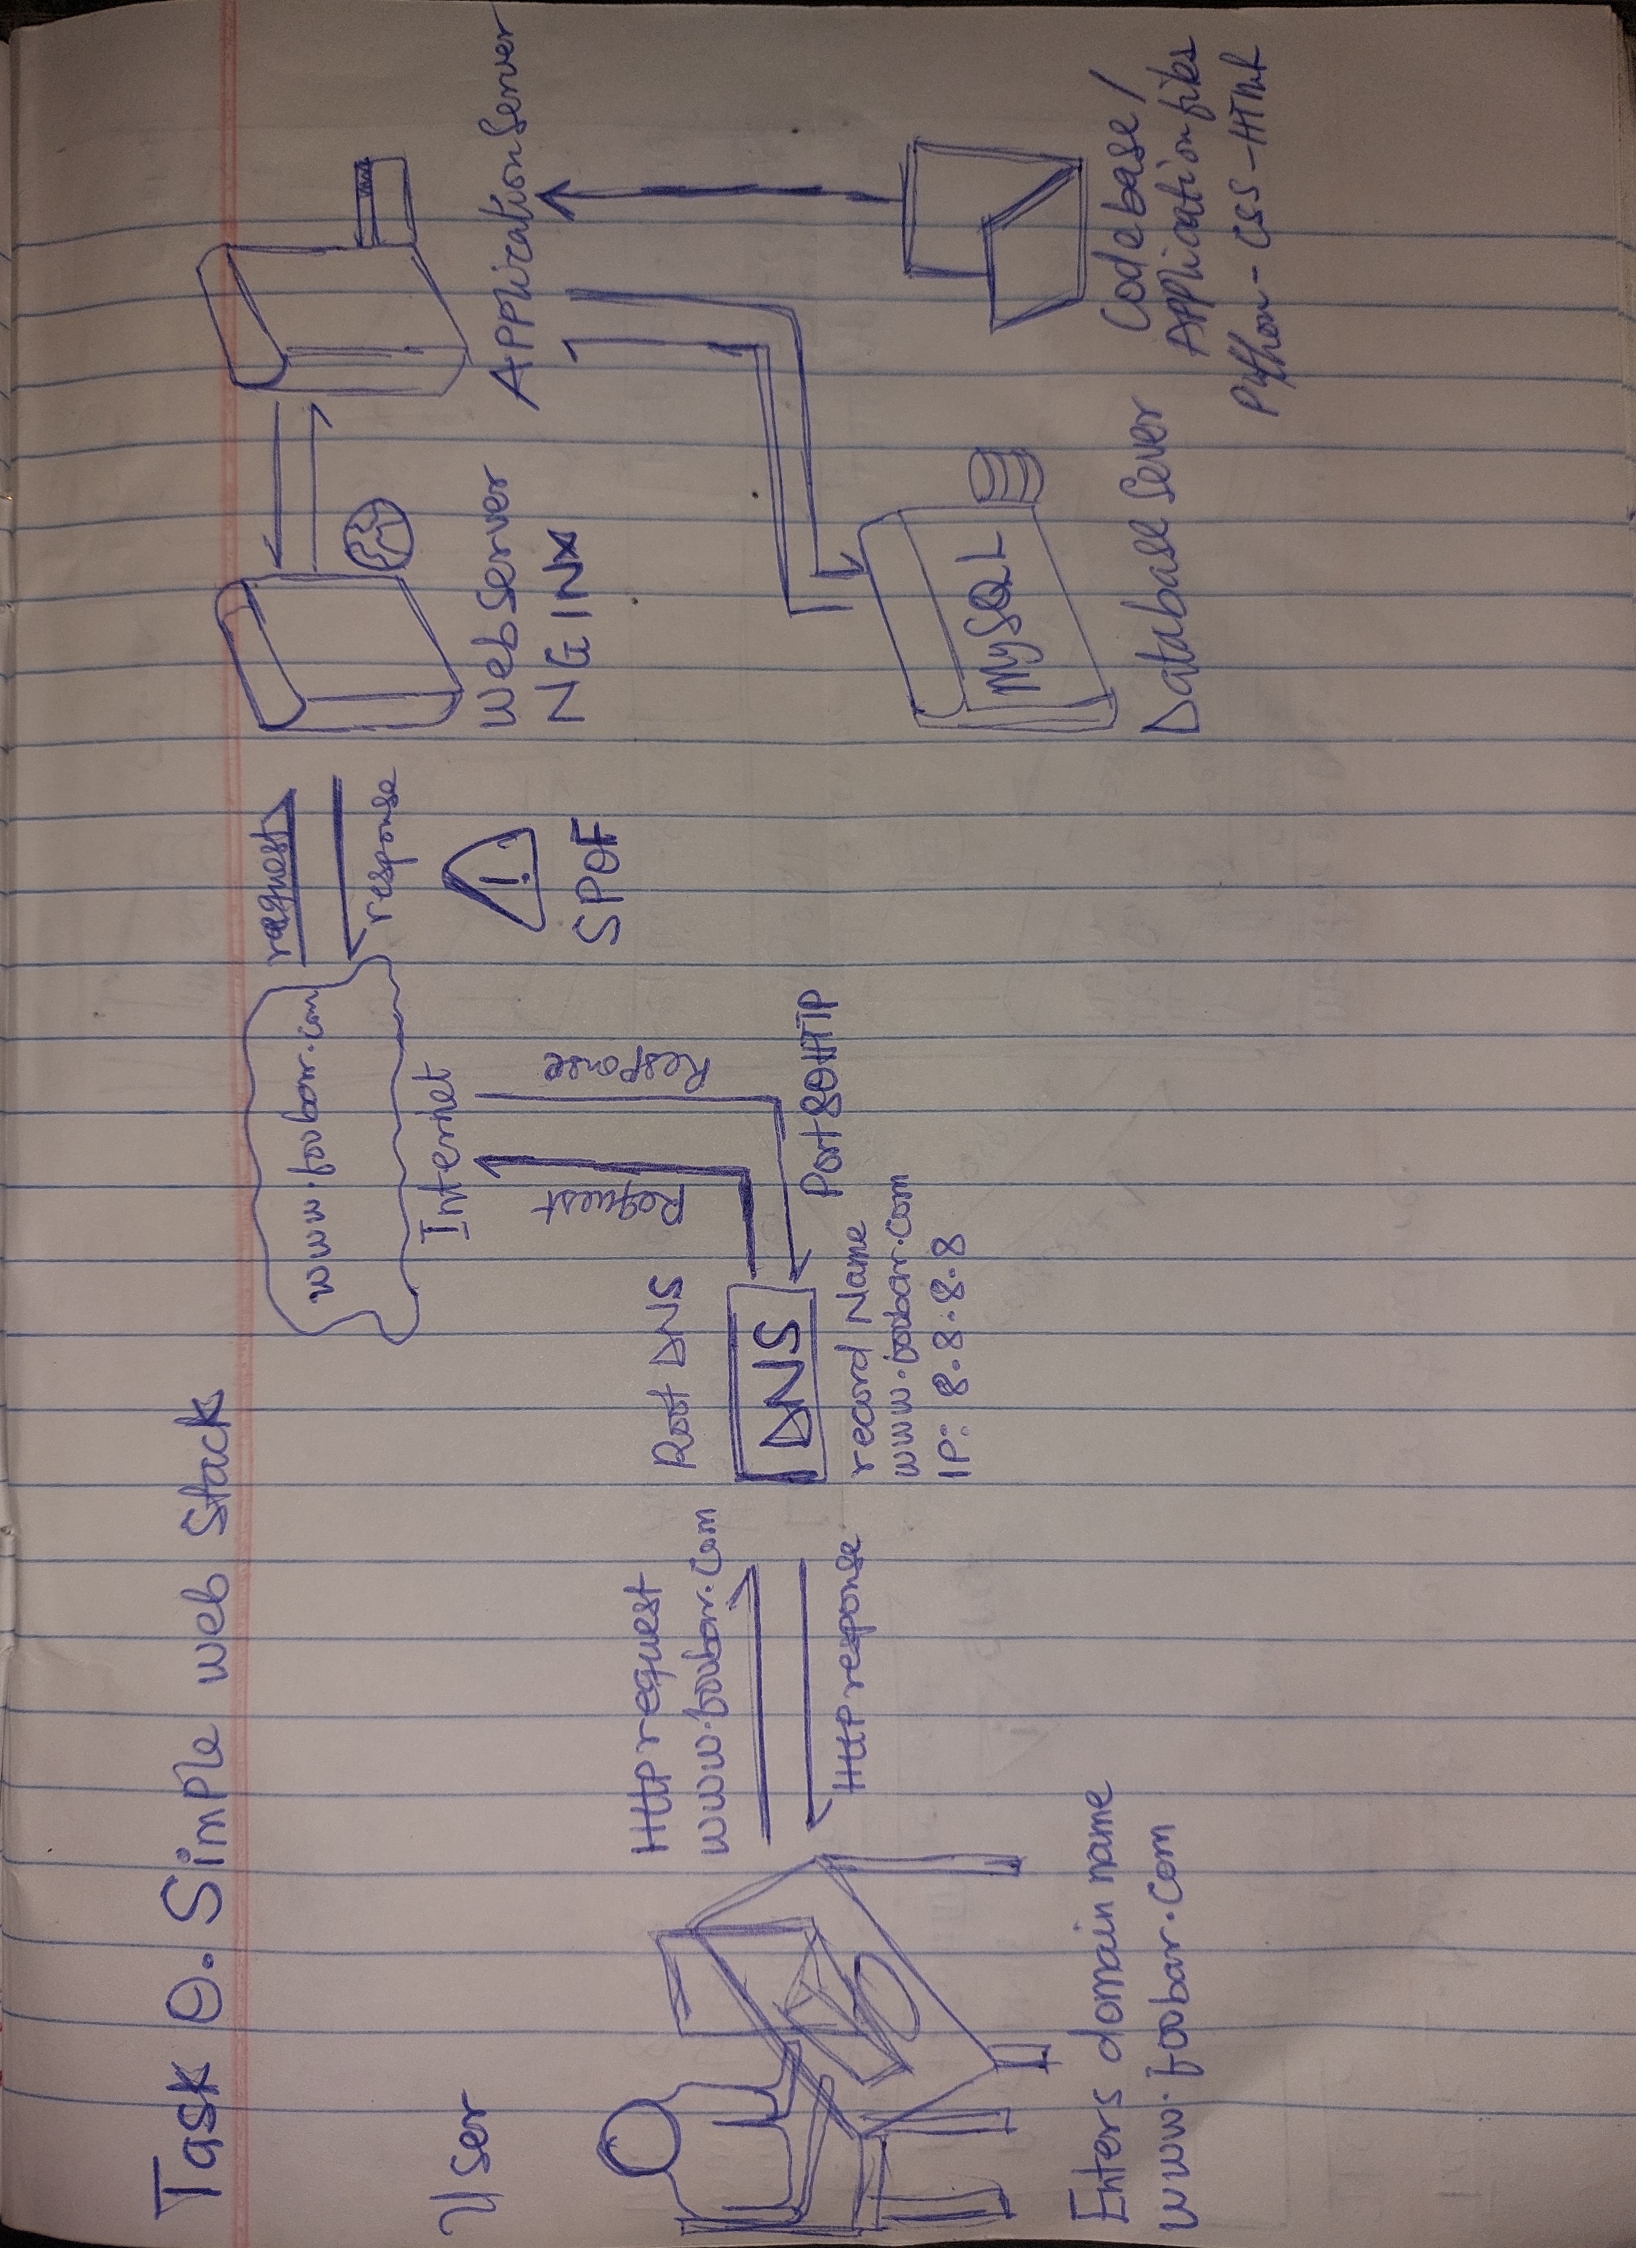 Task 0. Simple web stack
User
Enters domain name
www.foobar.com
HttP request
www.foobar.com
HttP response
Root DNS
DNS
record Name
www.foobar.com
IP: 8.8.8.8
Port 80 HTTP
Request
Response
www.foobar.com
Internet
request
response
!
SPOF
Web server
NGINX
Application Server
MySQL
Database Sever
Codebase/
Application files
Python-CSS-HTML